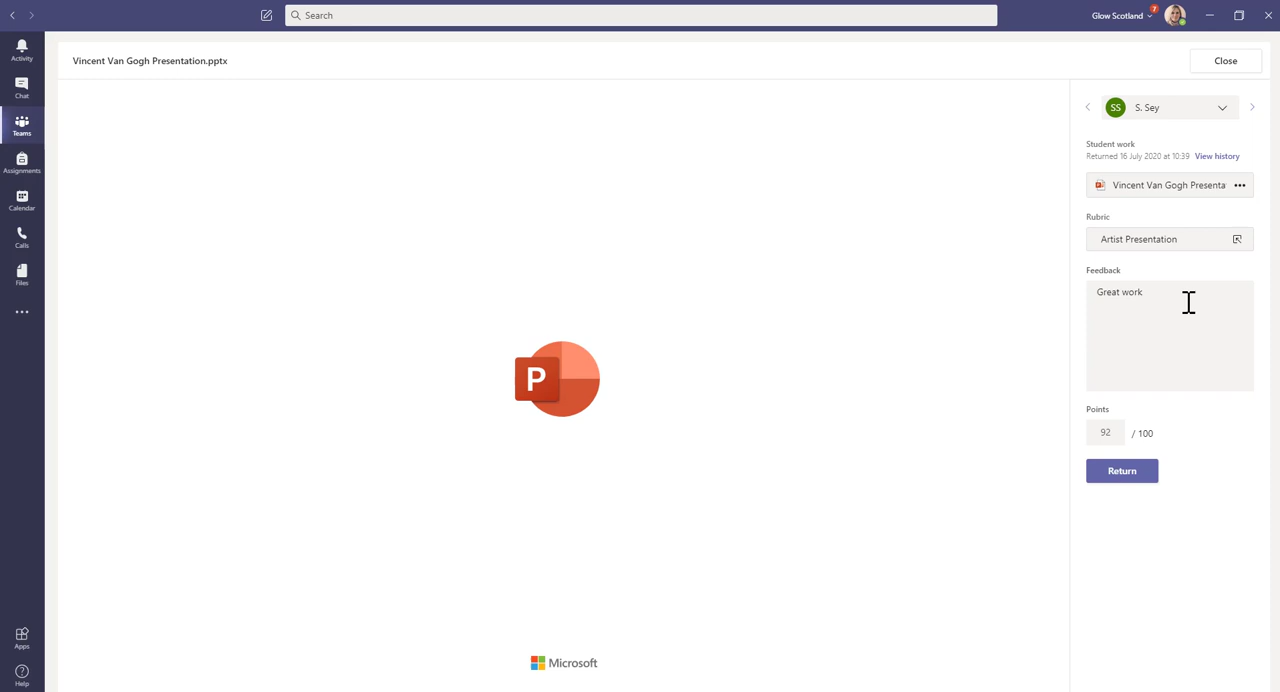 Search
Glow Scotland
7
Activity
Chat
Teams
Assignments
Calendar
Calls
Files
Apps
Help
Vincent Van Gogh Presentation.pptx
Close
SS S. Sey
Student work
Returned 16 July 2020 at 10:39 View history
Vincent Van Gogh Presenta
Rubric
Artist Presentation
Feedback
Great work
Points
92 / 100
Return
P
Microsoft